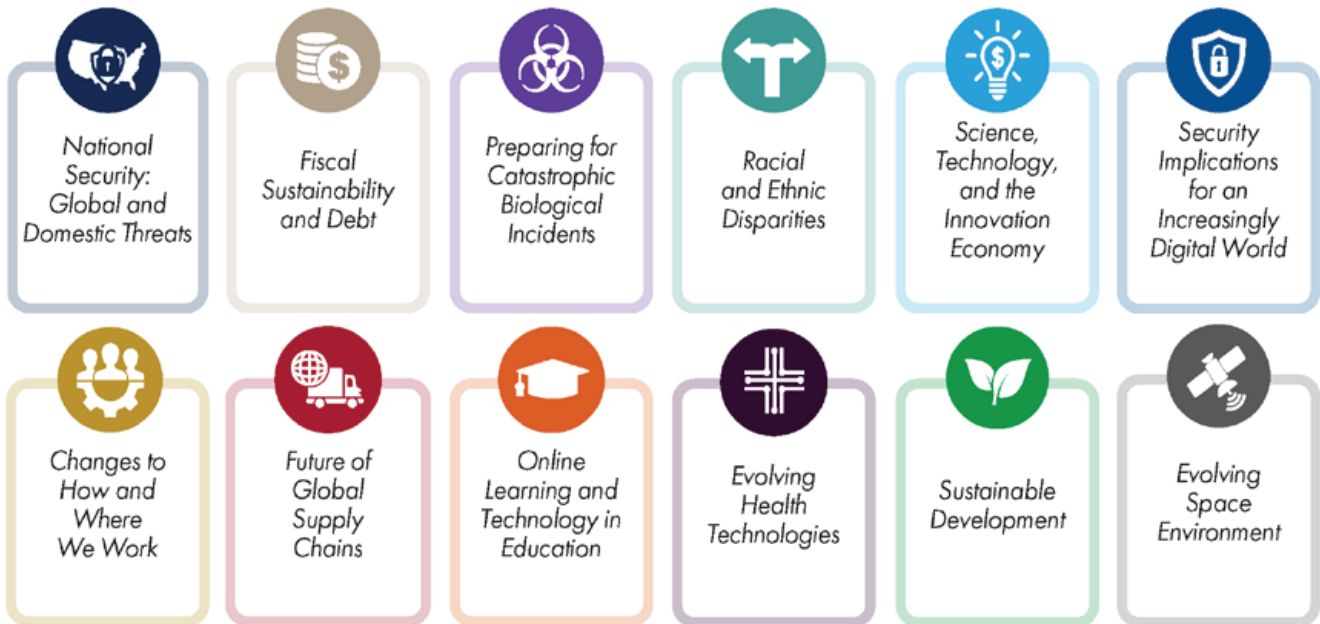 National
Security:
Global and
Domestic Threats
Fiscal
Sustainability
and Debt
Preparing for
Catastrophic
Biological
Incidents
Racial
and Ethnic
Disparities
$
Science,
Technology,
and the
Innovation
Economy
Security
Implications
for an
Increasingly
Digital World
$
Changes to
How and
Where
We Work
Future of
Global
Supply
Chains
Online
Learning and
Technology in
Education
Evolving
Health
Technologies
Sustainable
Development
Evolving
Space
Environment